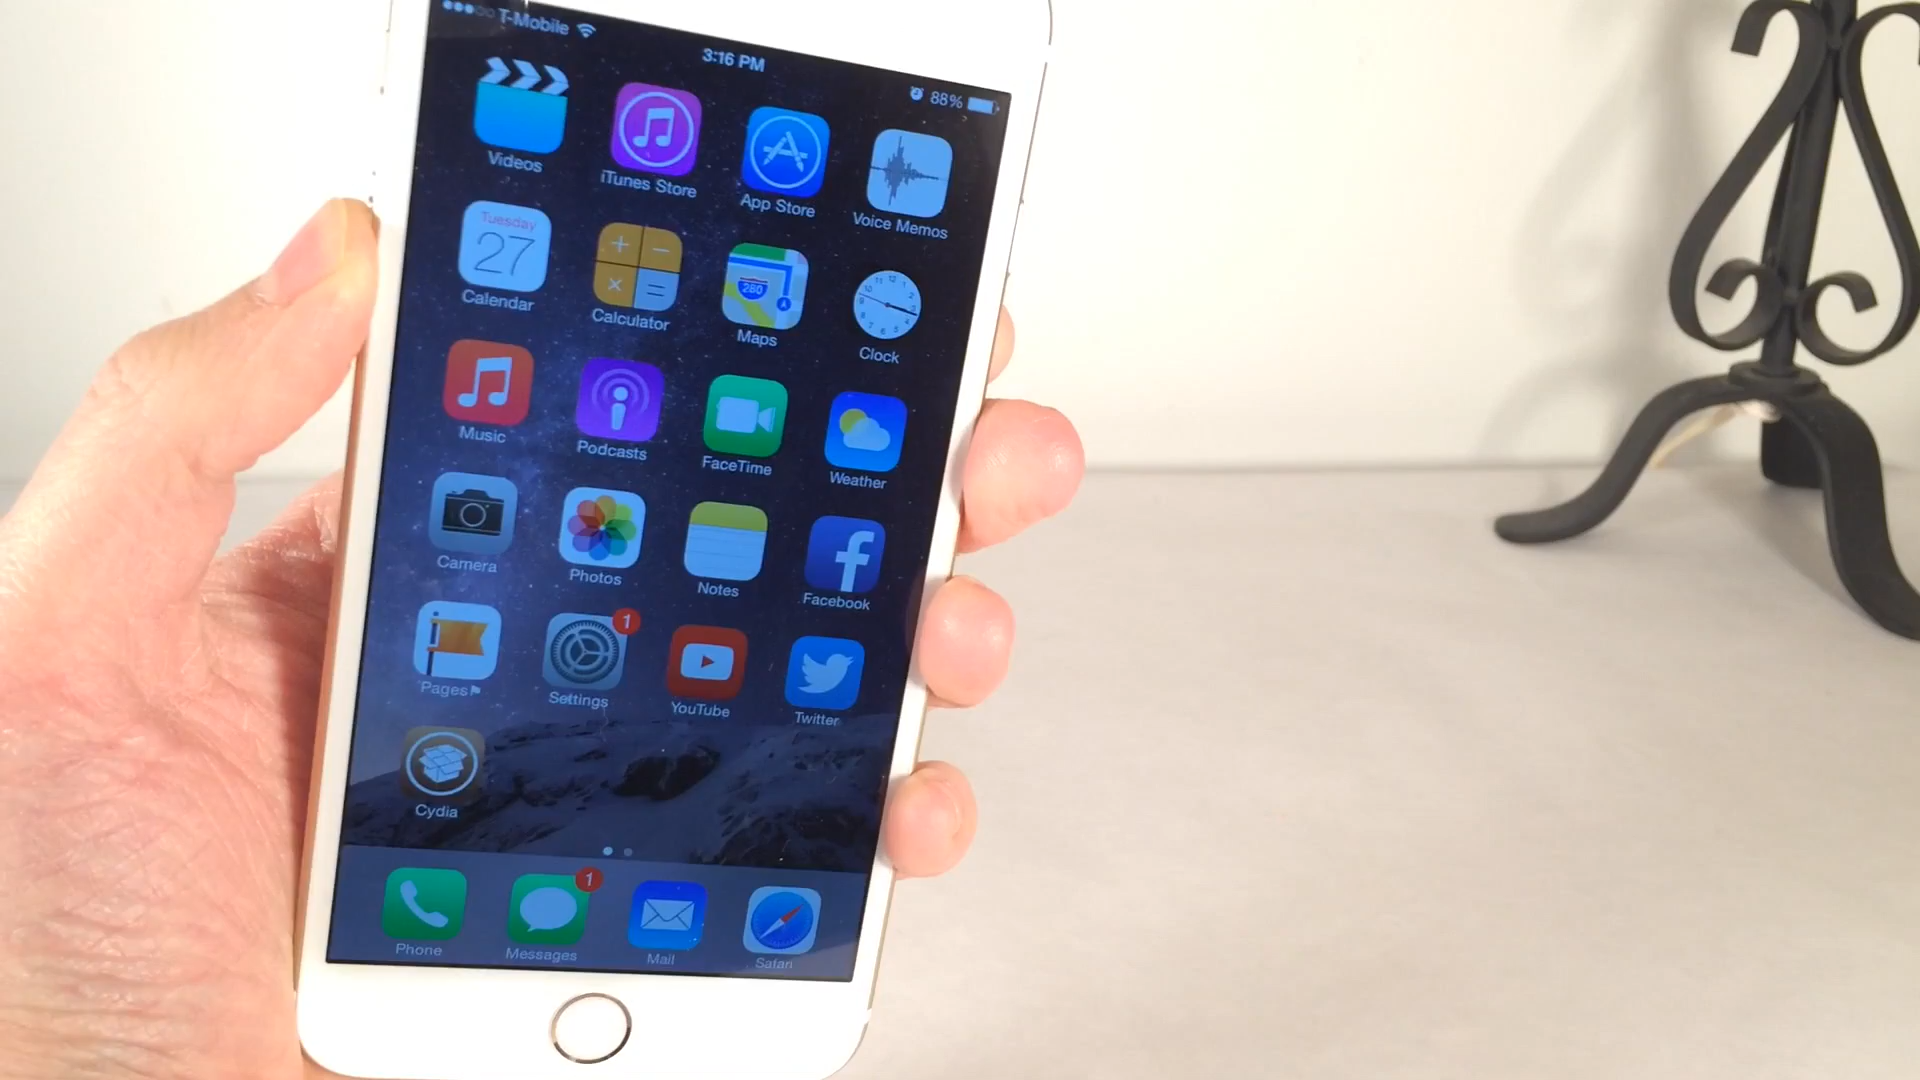 T-Mobile
3:16 PM
88%
Videos
iTunes Store
App Store
Voice Memos
Tuesday
27
Calendar
+ −
× =
Calculator
280
Maps
Clock
Music
Podcasts
FaceTime
Weather
Camera
Photos
Notes
f
Facebook
Pages
1
Settings
YouTube
Twitter
Cydia
Phone
1
Messages
Mail
Safari